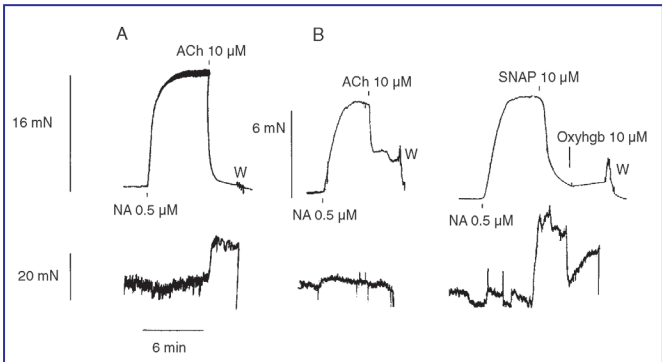 A
B
ACh 10 µM
ACh 10 µM
SNAP 10 µM
16 mN
6 mN
Oxyhgb 10 µM
W
W
W
NA 0.5 µM
NA 0.5 µM
NA 0.5 µM
20 mN
6 min